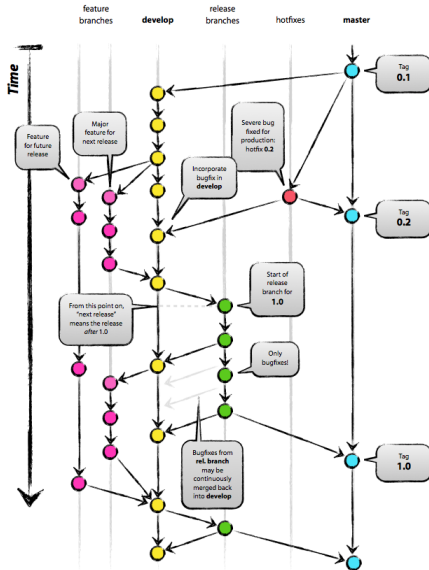 feature
branches
develop
release
branches
hotfixes
master
Time
Tag
0.1
Major
feature for
next release
Feature
for future
release
Severe bug
fixed for
production:
hotfix 0.2
Incorporate
bugfix in
develop
Tag
0.2
Start of
release
branch for
1.0
From this point on,
"next release"
means the release
after 1.0
Only
bugfixes!
Bugfixes from
rel. branch
may be
continuously
merged back
into develop
Tag
1.0